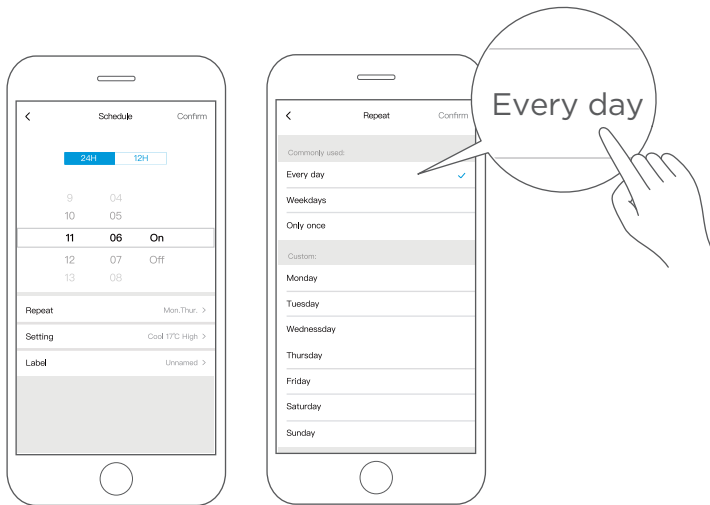 < Schedule Confirm
24H 12H
9 04
10 05
11 06 On
12 07 Off
13 08
Repeat Mon,Thur. >
Setting Cool 17℃ High >
Label Unnamed >
< Repeat Confirm
Commonly used:
Every day
Weekdays
Only once
Custom:
Monday
Tuesday
Wednessday
Thursday
Friday
Saturday
Sunday
Every day